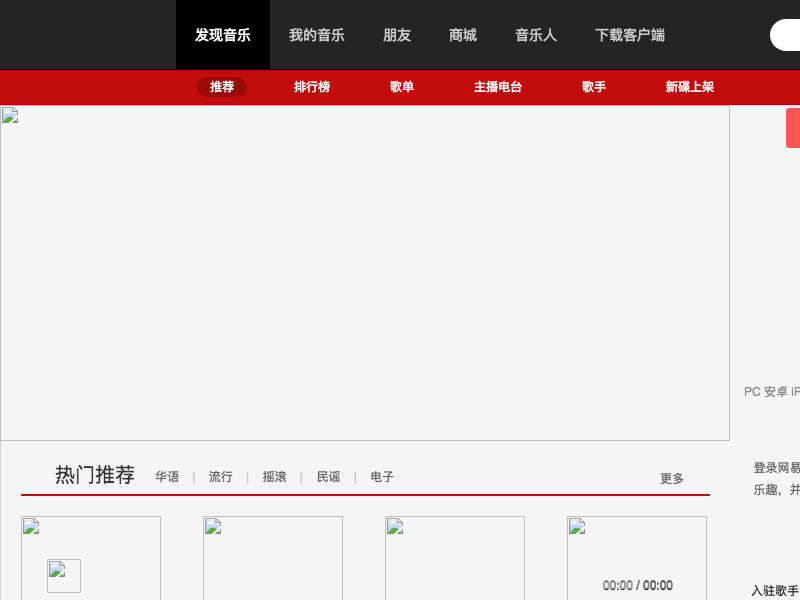 发现音乐 我的音乐 朋友 商城 音乐人 下载客户端
推荐 排行榜 歌单 主播电台 歌手 新碟上架
PC 安卓 iP
热门推荐 华语 | 流行 | 摇滚 | 民谣 | 电子 更多
登录网易
乐趣，并
00:00 / 00:00
入驻歌手